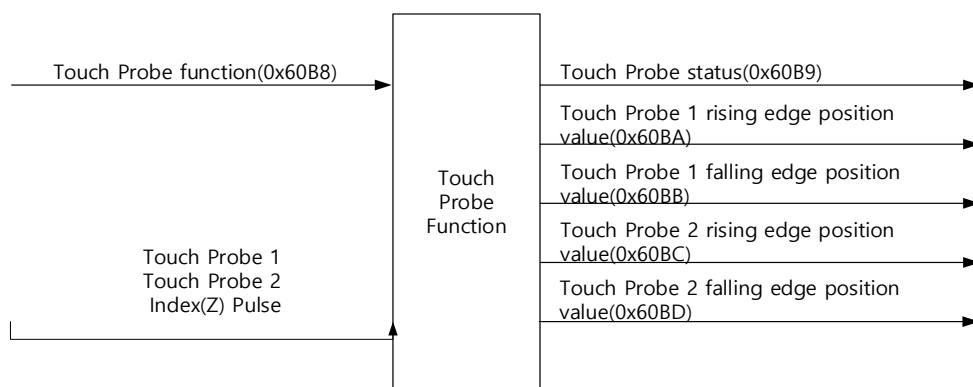 Touch Probe function(0x60B8)
Touch Probe 1
Touch Probe 2
Index(Z) Pulse
Touch
Probe
Function
Touch Probe status(0x60B9)
Touch Probe 1 rising edge position
value(0x60BA)
Touch Probe 1 falling edge position
value(0x60BB)
Touch Probe 2 rising edge position
value(0x60BC)
Touch Probe 2 falling edge position
value(0x60BD)